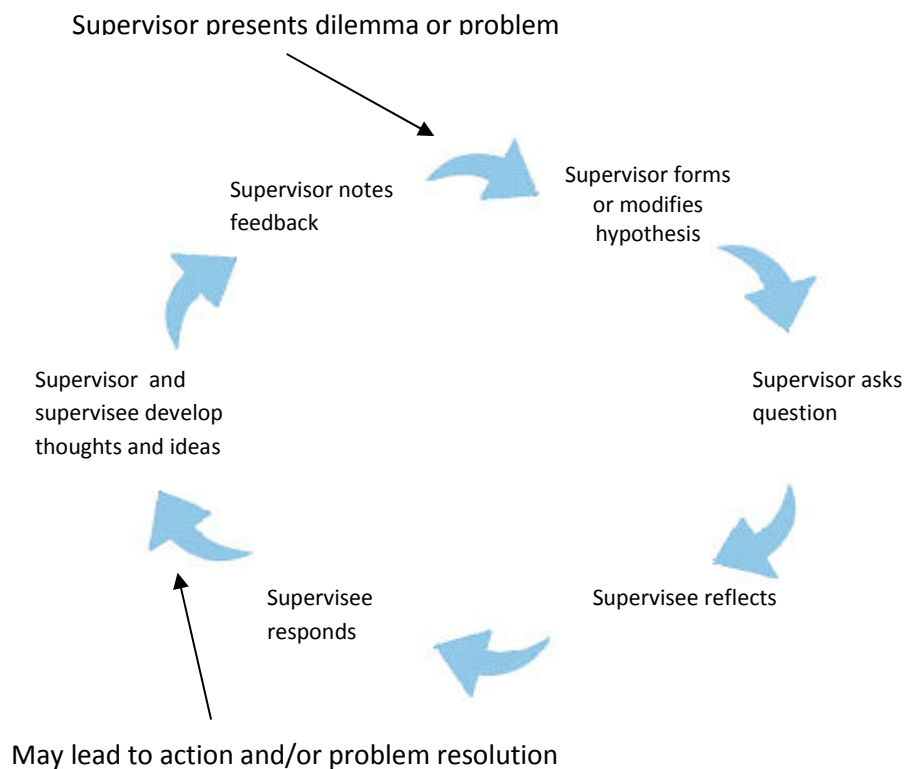 Supervisor presents dilemma or problem
Supervisor notes
feedback
Supervisor forms
or modifies
hypothesis
Supervisor asks
question
Supervisor and
supervisee develop
thoughts and ideas
Supervisee
responds
Supervisee reflects
May lead to action and/or problem resolution